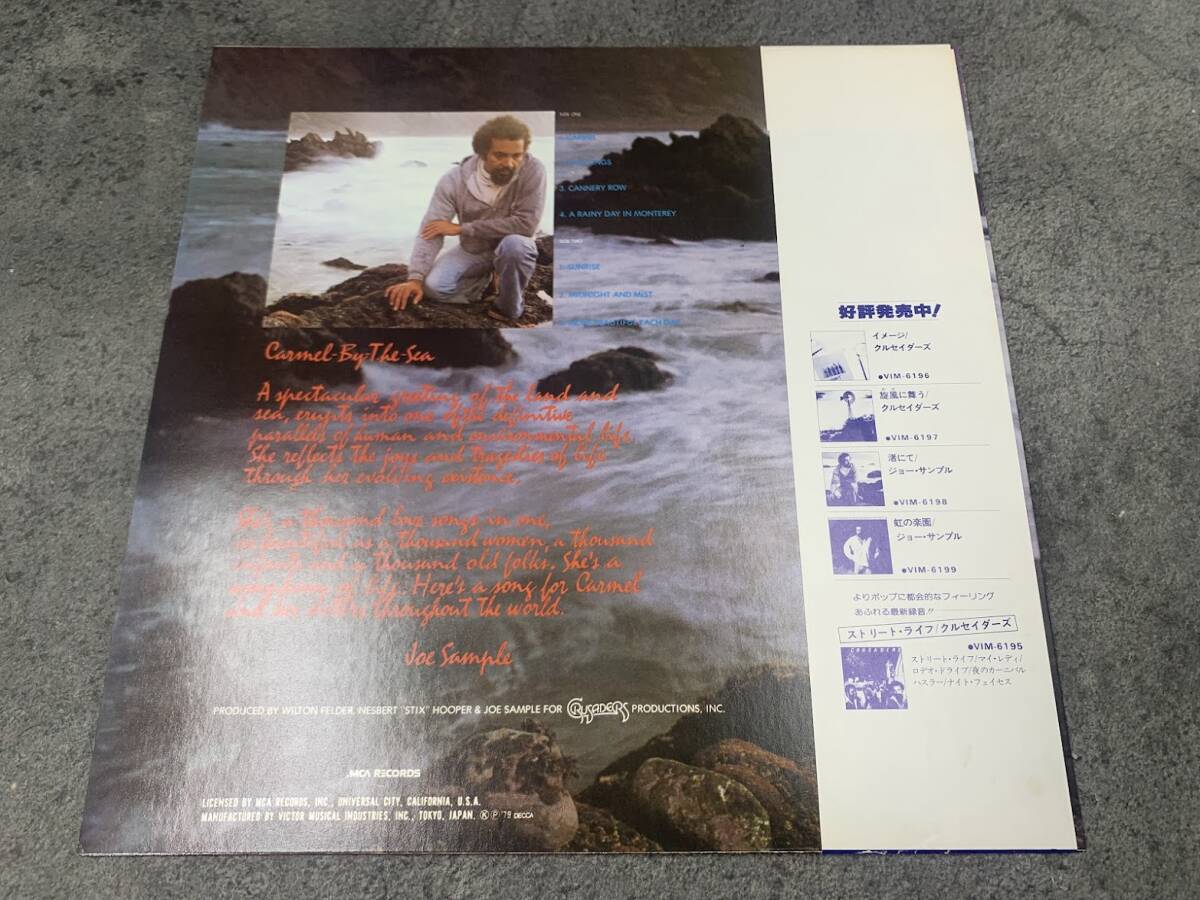 SIDE ONE
1. CARMEL
3. CANNERY ROW
4. A RAINY DAY IN MONTEREY
SIDE TWO
1. SUNRISE
2. MIDNIGHT AND MIST
Carmel-By-The-Sea
A spectacular greeting of the land and
sea, erupts into one of the definitive
parallels of human and environmental life.
She reflects the joys and tragedies of life
through her evolving existence.
She's a thousand love songs in one,
as beautiful as a thousand women, a thousand
infants and a thousand old folks. She's a
symphony of life. Here's a song for Carmel
and her sisters throughout the world.
Joe Sample
PRODUCED BY WILTON FELDER, NESBERT "STIX" HOOPER & JOE SAMPLE FOR CRUSADERS PRODUCTIONS, INC.
MCA RECORDS
LICENSED BY MCA RECORDS, INC., UNIVERSAL CITY, CALIFORNIA, U.S.A.
MANUFACTURED BY VICTOR MUSICAL INDUSTRIES, INC., TOKYO, JAPAN. Ⓚ Ⓟ '79 DECCA
好評発売中!
イメージ/
クルセイダーズ
●VIM-6196
旋風に舞う/
クルセイダーズ
●VIM-6197
渚にて/
ジョー・サンプル
●VIM-6198
虹の楽園/
ジョー・サンプル
●VIM-6199
よりポップに都会的なフィーリング
あふれる最新録音!!
ストリート・ライフ/クルセイダーズ
●VIM-6195
CRUSADERS
ストリート・ライフ/マイ・レディ/
ロデオ・ドライブ/夜のカーニバル
ハスラー/ナイト・フェイセス